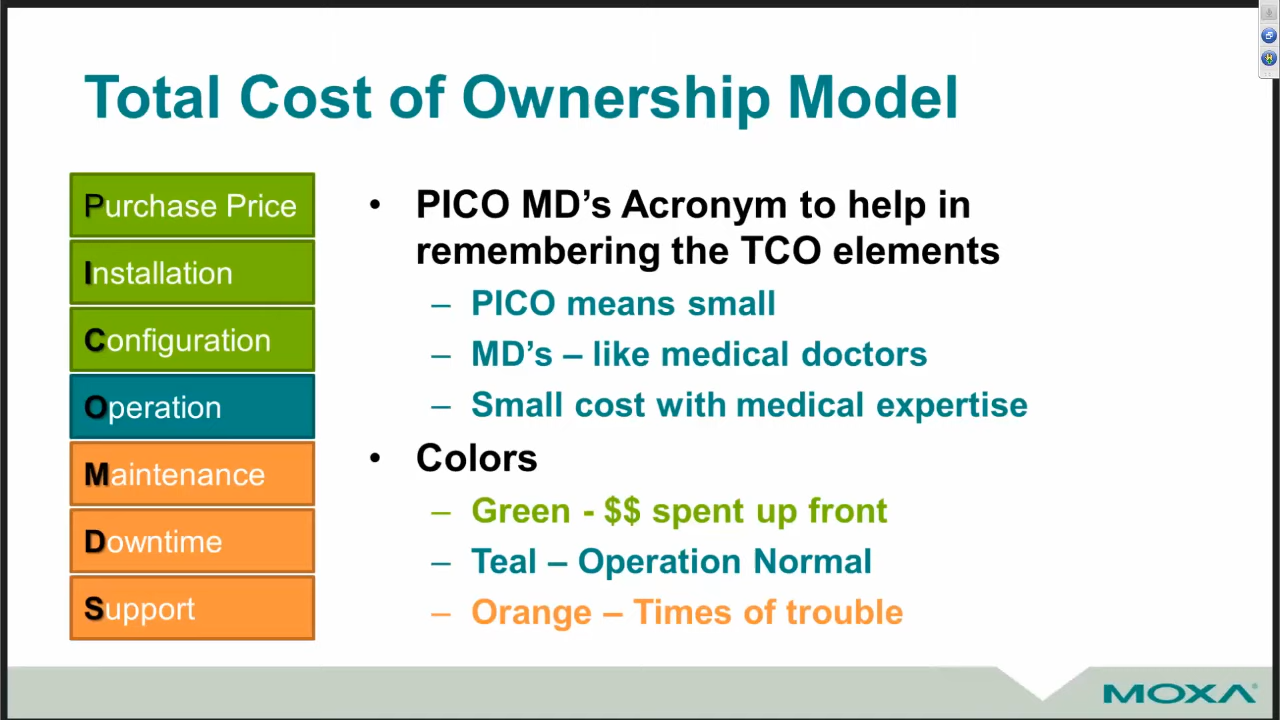 Total Cost of Ownership Model
Purchase Price
Installation
Configuration
Operation
Maintenance
Downtime
Support
• PICO MD’s Acronym to help in
remembering the TCO elements
– PICO means small
– MD’s – like medical doctors
– Small cost with medical expertise
• Colors
– Green - $$ spent up front
– Teal – Operation Normal
– Orange – Times of trouble
MOXA®